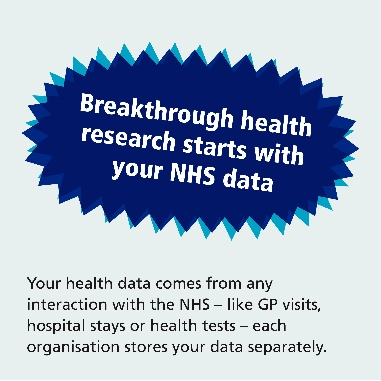 Breakthrough health
research starts with
your NHS data
Your health data comes from any
interaction with the NHS – like GP visits,
hospital stays or health tests – each
organisation stores your data separately.